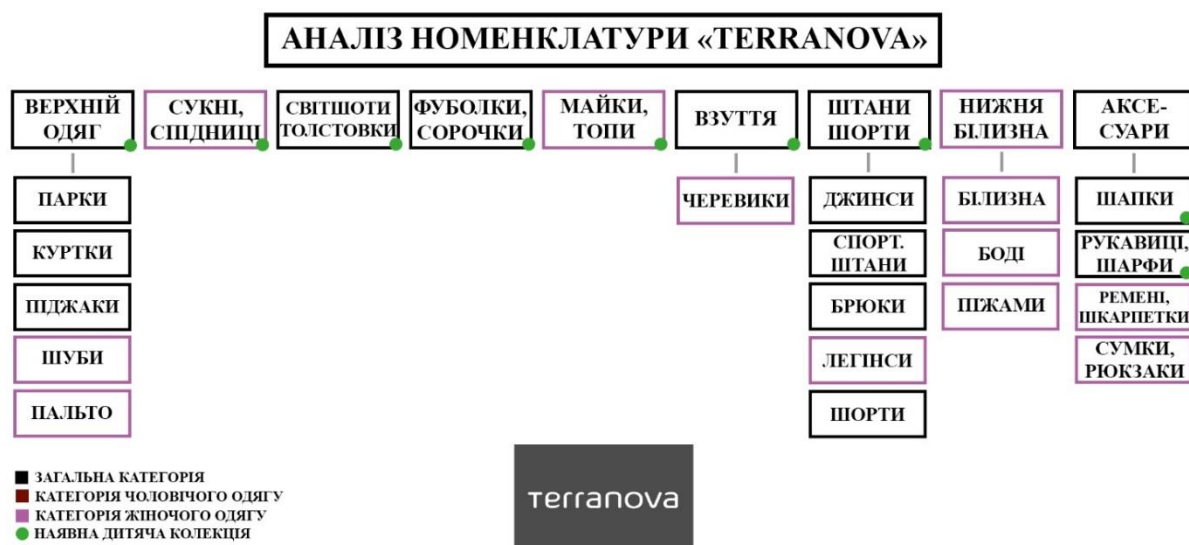 АНАЛІЗ НОМЕНКЛАТУРИ «TERRANOVA»
ВЕРХНІЙ
ОДЯГ
СУКНІ,
СПІДНИЦІ
СВІТШОТИ
ТОЛСТОВКИ
ФУБОЛКИ,
СОРОЧКИ
МАЙКИ,
ТОПИ
ВЗУТТЯ
ШТАНИ
ШОРТИ
НИЖНЯ
БІЛИЗНА
АКСЕ-
СУАРИ
ПАРКИ
КУРТКИ
ПІДЖАКИ
ШУБИ
ПАЛЬТО
ЧЕРЕВИКИ
ДЖИНСИ
СПОРТ.
ШТАНИ
БРЮКИ
ЛЕГІНСИ
ШОРТИ
БІЛИЗНА
БОДІ
ПІЖАМИ
ШАПКИ
РУКАВИЦІ,
ШАРФИ
РЕМЕНІ,
ШКАРПЕТКИ
СУМКИ,
РЮКЗАКИ
ЗАГАЛЬНА КАТЕГОРІЯ
КАТЕГОРІЯ ЧОЛОВІЧОГО ОДЯГУ
КАТЕГОРІЯ ЖІНОЧОГО ОДЯГУ
НАЯВНА ДИТЯЧА КОЛЕКЦІЯ
terranova